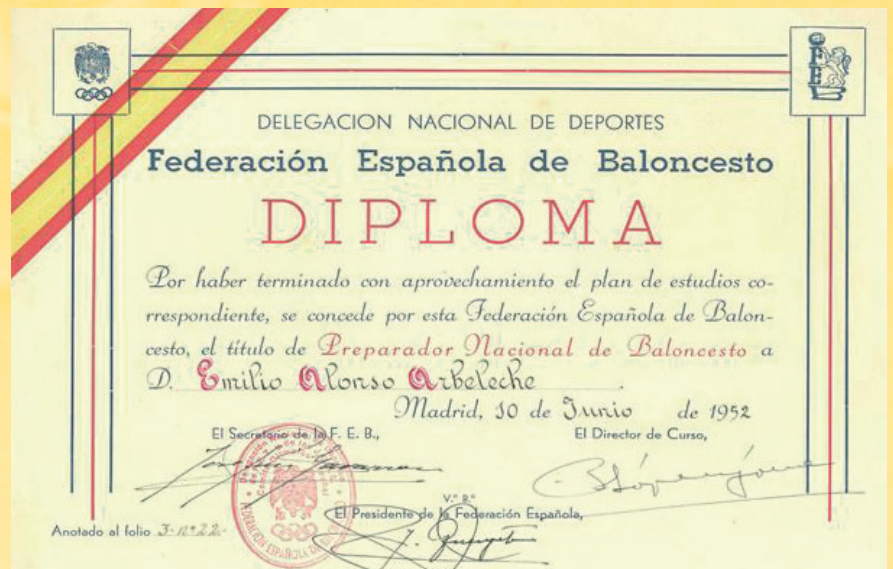 FE
DELEGACION NACIONAL DE DEPORTES
Federación Española de Baloncesto
DIPLOMA
Por haber terminado con aprovechamiento el plan de estudios co-
rrespondiente, se concede por esta Federación Española de Balon-
cesto, el título de Preparador Nacional de Baloncesto a
D. Emilio Alonso Arbeleche .
Madrid, 30 de Junio de 1952
El Secretario de la F. E. B., El Director de Curso,
V.º B.º
El Presidente de la Federación Española,
Anotado al folio 3-nº22-